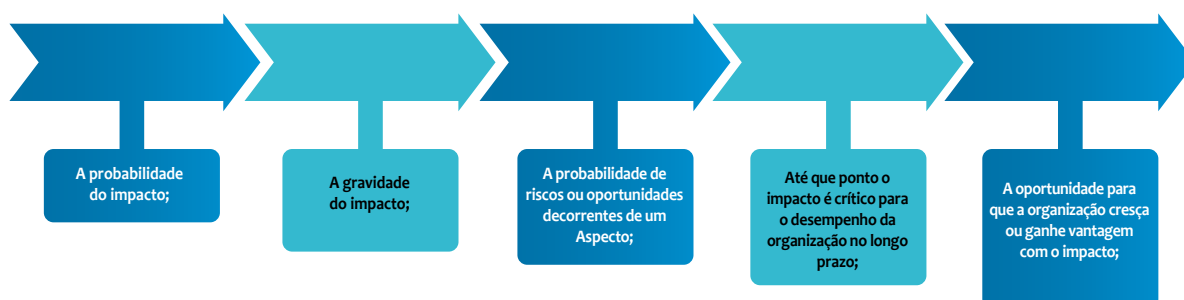 A probabilidade
do impacto;
A gravidade
do impacto;
A probabilidade de
riscos ou oportunidades
decorrentes de um
Aspecto;
Até que ponto o
impacto é crítico para
o desempenho da
organização no longo
prazo;
A oportunidade para
que a organização cresça
ou ganhe vantagem
com o impacto;